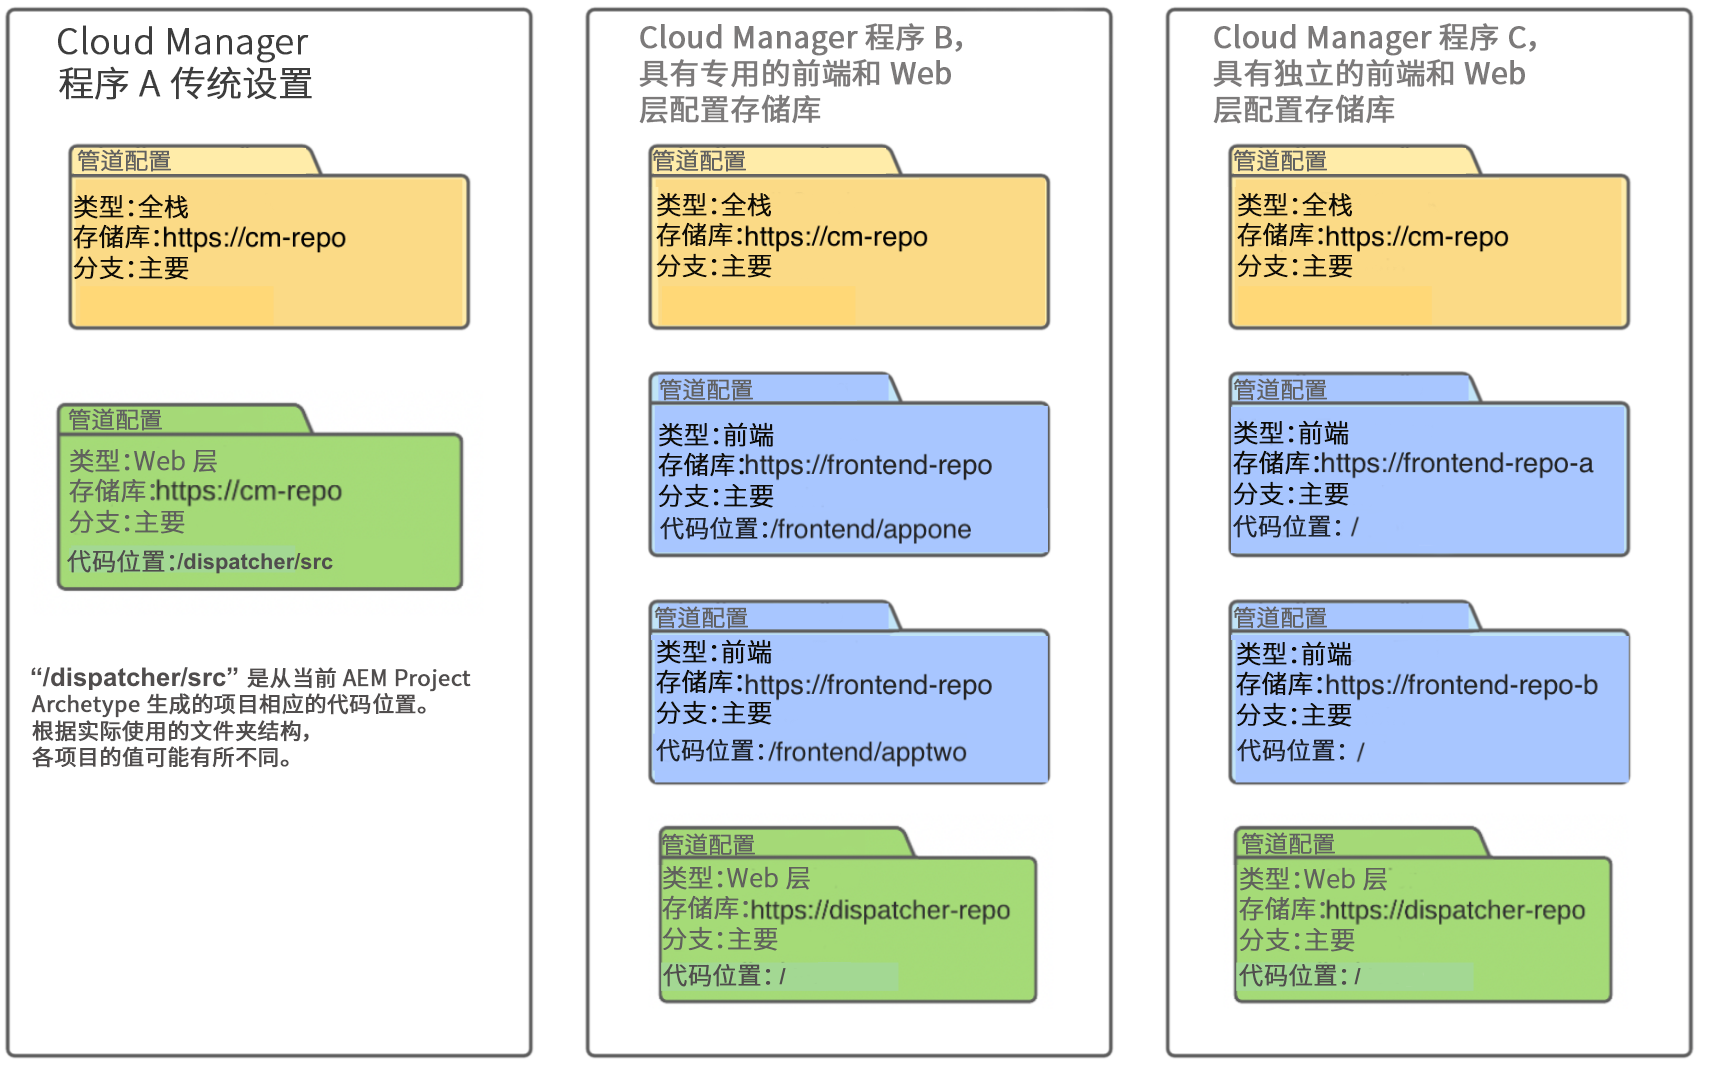 Cloud Manager
程序 A 传统设置
管道配置
类型：全栈
存储库：https://cm-repo
分支：主要
管道配置
类型：Web 层
存储库：https://cm-repo
分支：主要
代码位置：/dispatcher/src
“/dispatcher/src” 是从当前 AEM Project
Archetype 生成的项目相应的代码位置。
根据实际使用的文件夹结构，
各项目的值可能有所不同。
Cloud Manager 程序 B，
具有专用的前端和 Web
层配置存储库
管道配置
类型：全栈
存储库：https://cm-repo
分支：主要
管道配置
类型：前端
存储库：https://frontend-repo
分支：主要
代码位置：/frontend/appone
管道配置
类型：前端
存储库：https://frontend-repo
分支：主要
代码位置：/frontend/apptwo
管道配置
类型：Web 层
存储库：https://dispatcher-repo
分支：主要
代码位置：/
Cloud Manager 程序 C，
具有独立的前端和 Web
层配置存储库
管道配置
类型：全栈
存储库：https://cm-repo
分支：主要
管道配置
类型：前端
存储库：https://frontend-repo-a
分支：主要
代码位置： /
管道配置
类型：前端
存储库：https://frontend-repo-b
分支：主要
代码位置： /
管道配置
类型：Web 层
存储库：https://dispatcher-repo
分支：主要
代码位置：/